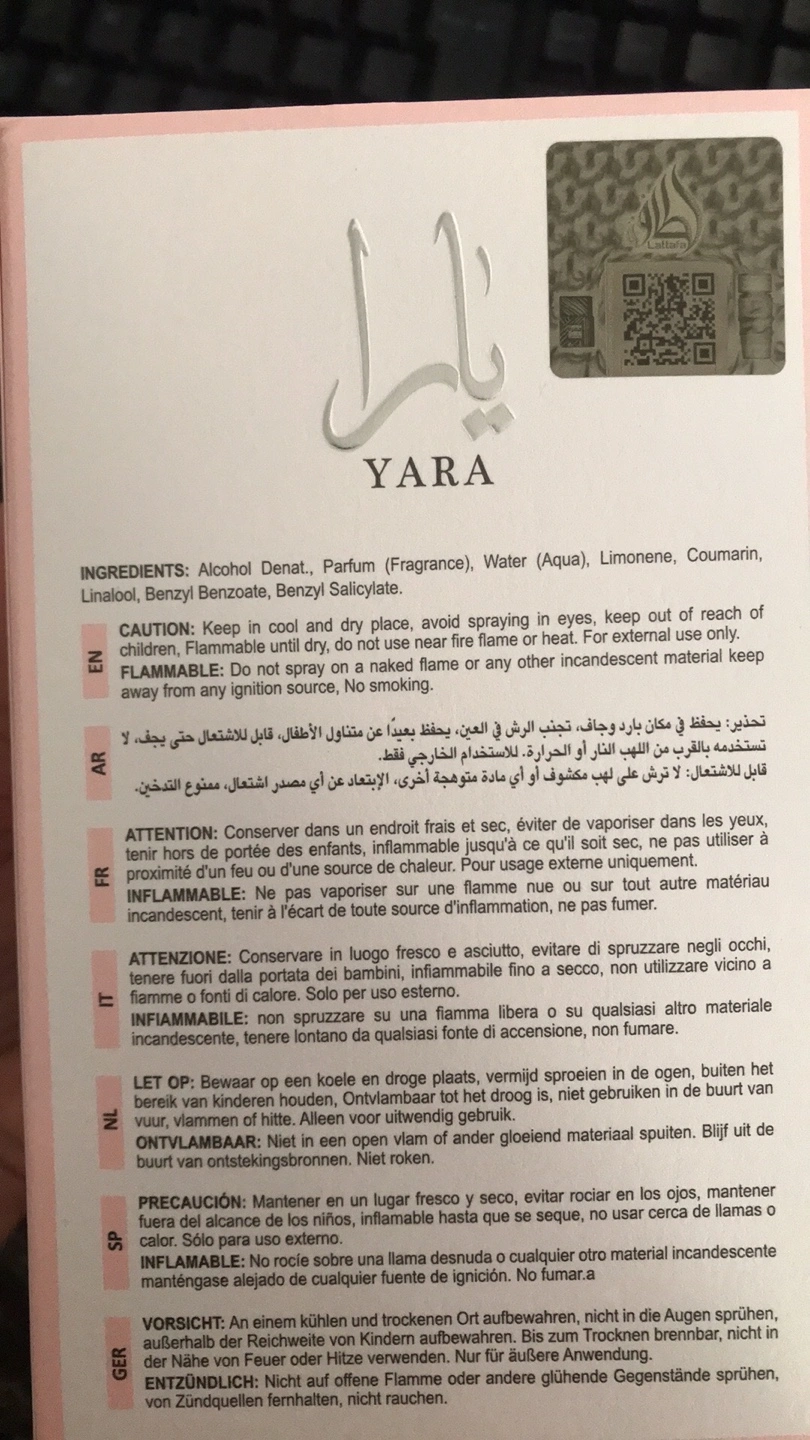 Lattafa
يارا
YARA
INGREDIENTS: Alcohol Denat., Parfum (Fragrance), Water (Aqua), Limonene, Coumarin,
Linalool, Benzyl Benzoate, Benzyl Salicylate.
EN
CAUTION: Keep in cool and dry place, avoid spraying in eyes, keep out of reach of
children, Flammable until dry, do not use near fire flame or heat. For external use only.
FLAMMABLE: Do not spray on a naked flame or any other incandescent material keep
away from any ignition source, No smoking.
AR
تحذير: يحفظ في مكان بارد وجاف، تجنب الرش في العين، يحفظ بعيداً عن متناول الأطفال، قابل للاشتعال حتى يجف، لا
تستخدمه بالقرب من اللهب النار أو الحرارة. للاستخدام الخارجي فقط.
قابل للاشتعال: لا ترش على لهب مكشوف أو أي مادة متوهجة أخرى، الإبتعاد عن أي مصدر اشتعال، ممنوع التدخين.
FR
ATTENTION: Conserver dans un endroit frais et sec, éviter de vaporiser dans les yeux,
tenir hors de portée des enfants, inflammable jusqu'à ce qu'il soit sec, ne pas utiliser à
proximité d'un feu ou d'une source de chaleur. Pour usage externe uniquement.
INFLAMMABLE: Ne pas vaporiser sur une flamme nue ou sur tout autre matériau
incandescent, tenir à l'écart de toute source d'inflammation, ne pas fumer.
IT
ATTENZIONE: Conservare in luogo fresco e asciutto, evitare di spruzzare negli occhi,
tenere fuori dalla portata dei bambini, infiammabile fino a secco, non utilizzare vicino a
fiamme o fonti di calore. Solo per uso esterno.
INFIAMMABILE: non spruzzare su una fiamma libera o su qualsiasi altro materiale
incandescente, tenere lontano da qualsiasi fonte di accensione, non fumare.
NL
LET OP: Bewaar op een koele en droge plaats, vermijd sproeien in de ogen, buiten het
bereik van kinderen houden, Ontvlambaar tot het droog is, niet gebruiken in de buurt van
vuur, vlammen of hitte. Alleen voor uitwendig gebruik.
ONTVLAMBAAR: Niet in een open vlam of ander gloeiend materiaal spuiten. Blijf uit de
buurt van ontstekingsbronnen. Niet roken.
SP
PRECAUCIÓN: Mantener en un lugar fresco y seco, evitar rociar en los ojos, mantener
fuera del alcance de los niños, inflamable hasta que se seque, no usar cerca de llamas o
calor. Sólo para uso externo.
INFLAMABLE: No rocíe sobre una llama desnuda o cualquier otro material incandescente
manténgase alejado de cualquier fuente de ignición. No fumar.a
GER
VORSICHT: An einem kühlen und trockenen Ort aufbewahren, nicht in die Augen sprühen,
außerhalb der Reichweite von Kindern aufbewahren. Bis zum Trocknen brennbar, nicht in
der Nähe von Feuer oder Hitze verwenden. Nur für äußere Anwendung.
ENTZÜNDLICH: Nicht auf offene Flamme oder andere glühende Gegenstände sprühen,
von Zündquellen fernhalten, nicht rauchen.